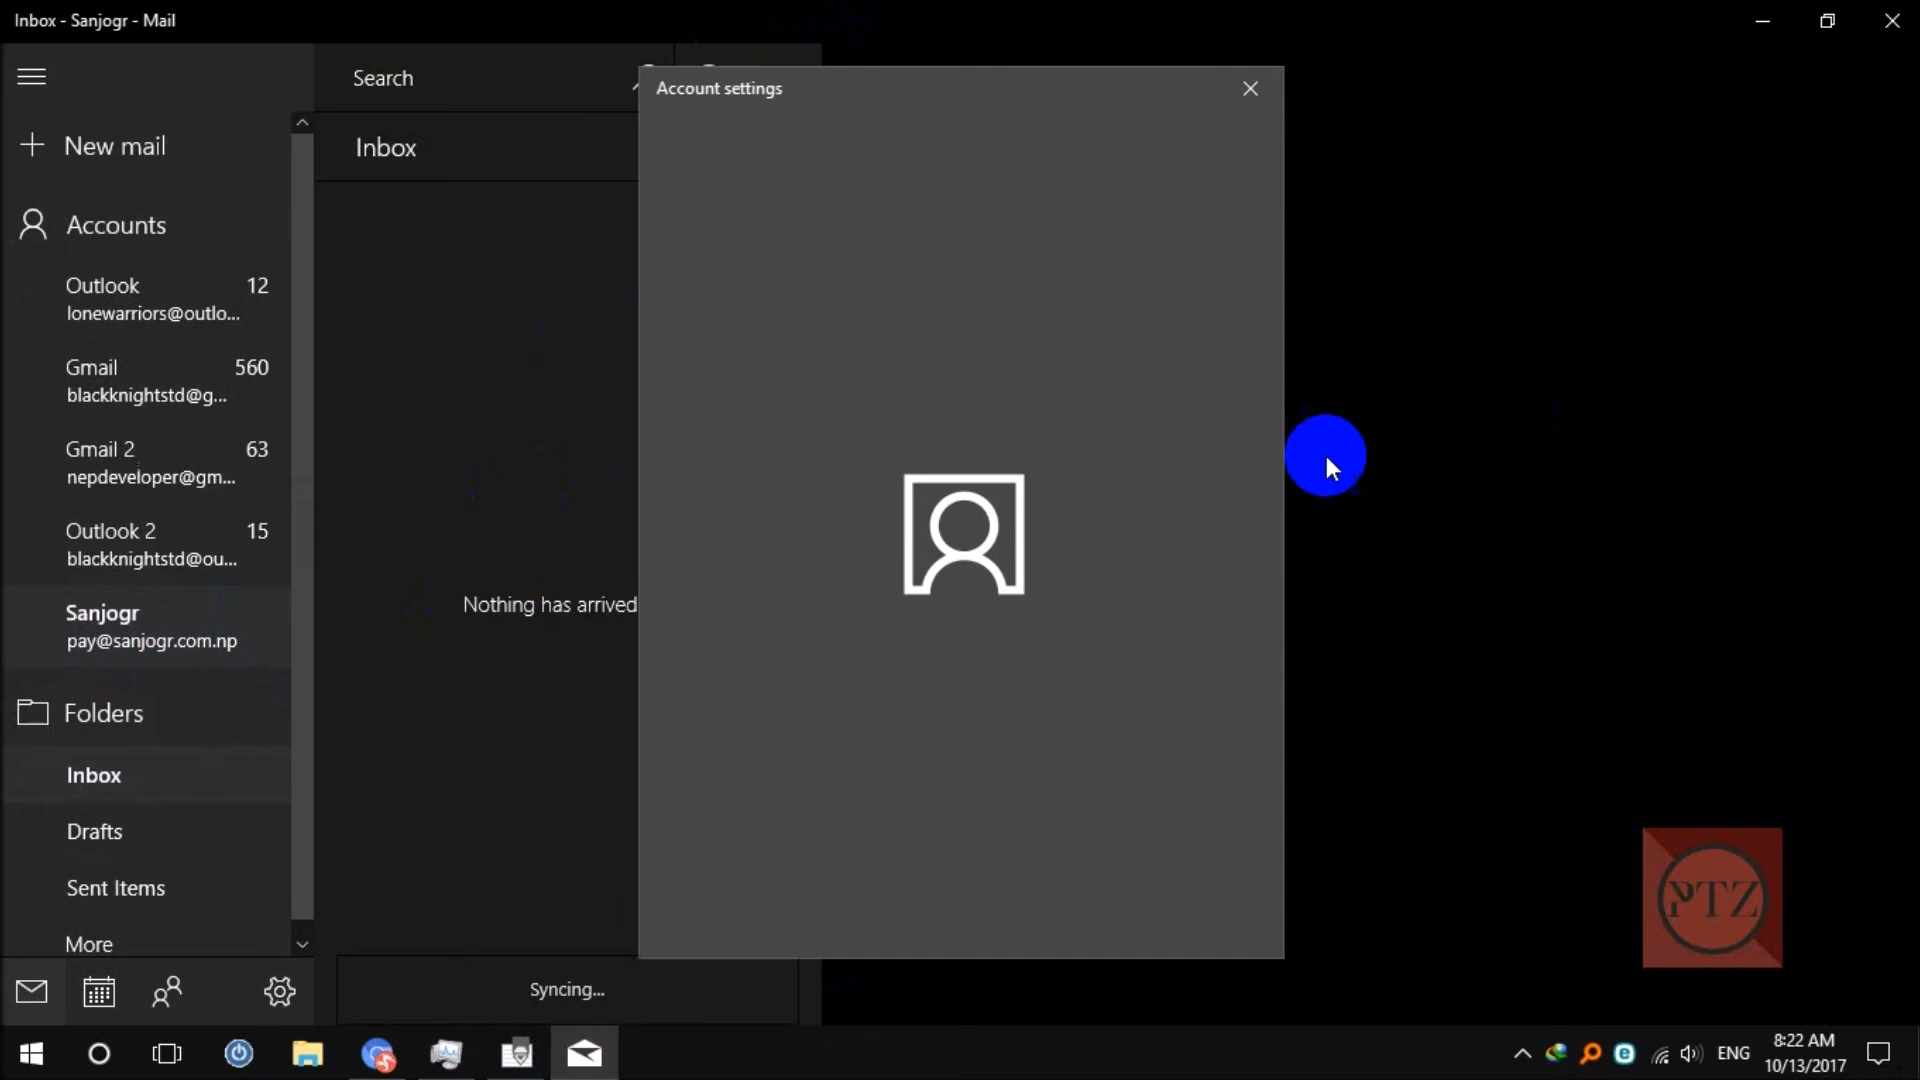 Inbox - Sanjogr - Mail
Search
Account settings
New mail
Inbox
Accounts
Outlook 12
lonewarriors@outlo...
Gmail 560
blackknightstd@g...
Gmail 2 63
nepdeveloper@gm...
Outlook 2 15
blackknightstd@ou...
Sanjogr
pay@sanjogr.com.np
Nothing has arrived
Folders
Inbox
Drafts
Sent Items
More
Syncing...
PTZ
ENG
8:22 AM
10/13/2017